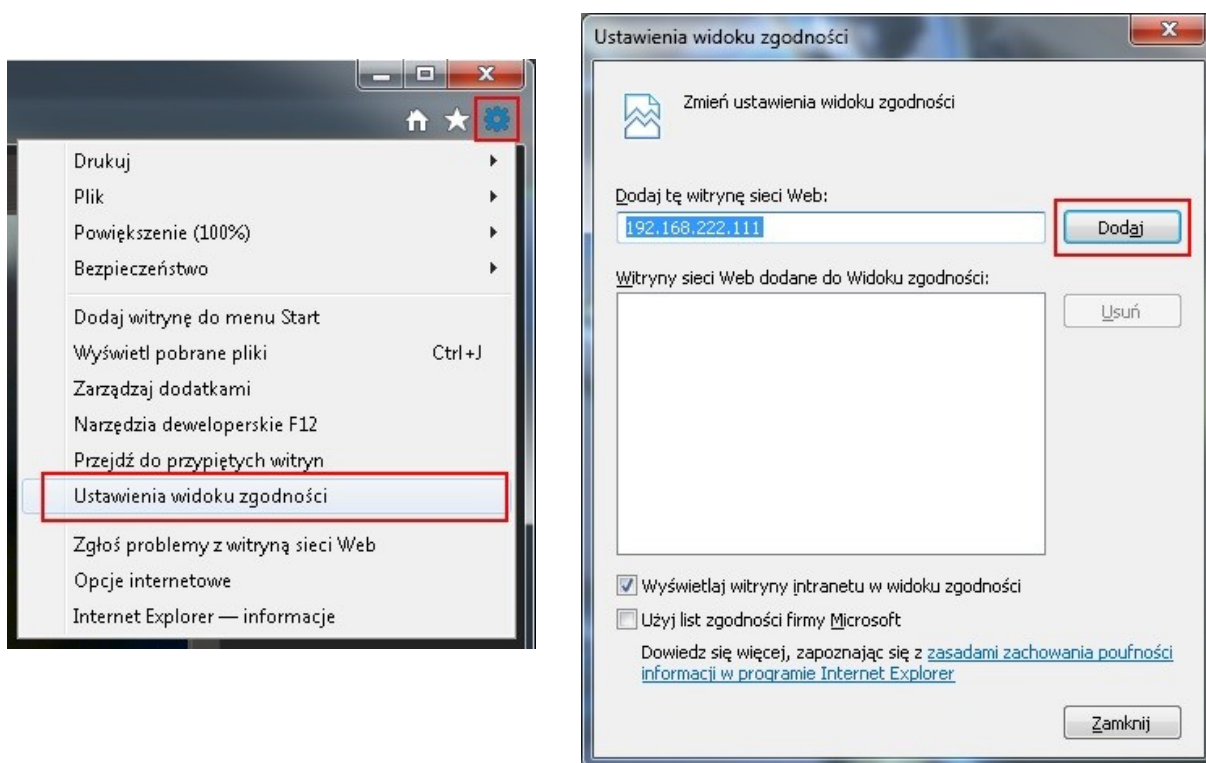 Drukuj
Plik
Powiększenie (100%)
Bezpieczeństwo
Dodaj witrynę do menu Start
Wyświetl pobrane pliki Ctrl+J
Zarządzaj dodatkami
Narzędzia deweloperskie F12
Przejdź do przypiętych witryn
Ustawienia widoku zgodności
Zgłoś problemy z witryną sieci Web
Opcje internetowe
Internet Explorer — informacje
Ustawienia widoku zgodności
Zmień ustawienia widoku zgodności
Dodaj tę witrynę sieci Web:
192.168.222.111 Dodaj
Witryny sieci Web dodane do Widoku zgodności:
Usuń
Wyświetlaj witryny intranetu w widoku zgodności
Użyj list zgodności firmy Microsoft
Dowiedz się więcej, zapoznając się z zasadami zachowania poufności
informacji w programie Internet Explorer
Zamknij